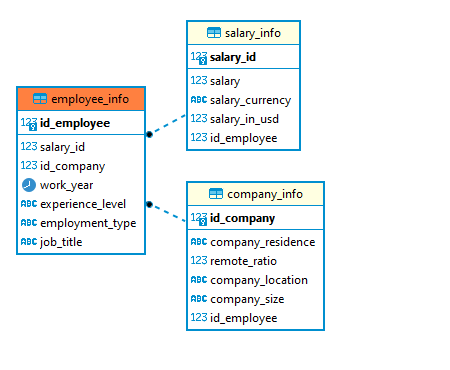 salary_info
123 salary_id
123 salary
ABC salary_currency
123 salary_in_usd
123 id_employee
employee_info
123 id_employee
123 salary_id
123 id_company
work_year
ABC experience_level
ABC employment_type
ABC job_title
company_info
123 id_company
ABC company_residence
123 remote_ratio
ABC company_location
ABC company_size
123 id_employee